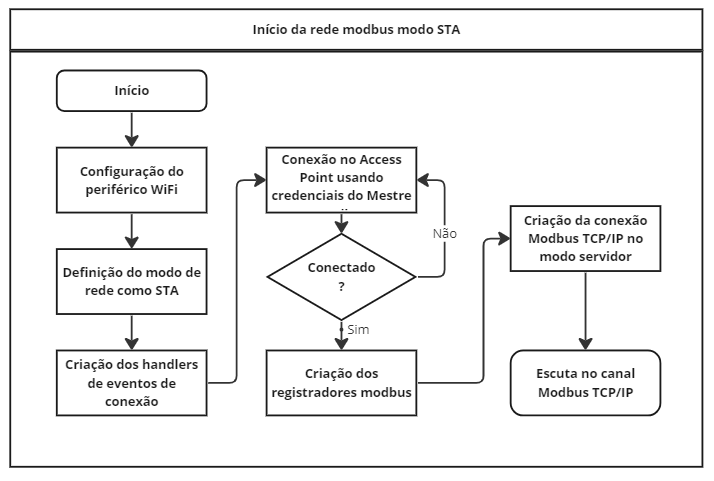 Início da rede modbus modo STA
Início
Configuração do
periférico WiFi
Definição do modo de
rede como STA
Criação dos handlers
de eventos de
conexão
Conexão no Access
Point usando
credenciais do Mestre
Conectado
?
Não
Sim
Criação dos
registradores modbus
Criação da conexão
Modbus TCP/IP no
modo servidor
Escuta no canal
Modbus TCP/IP